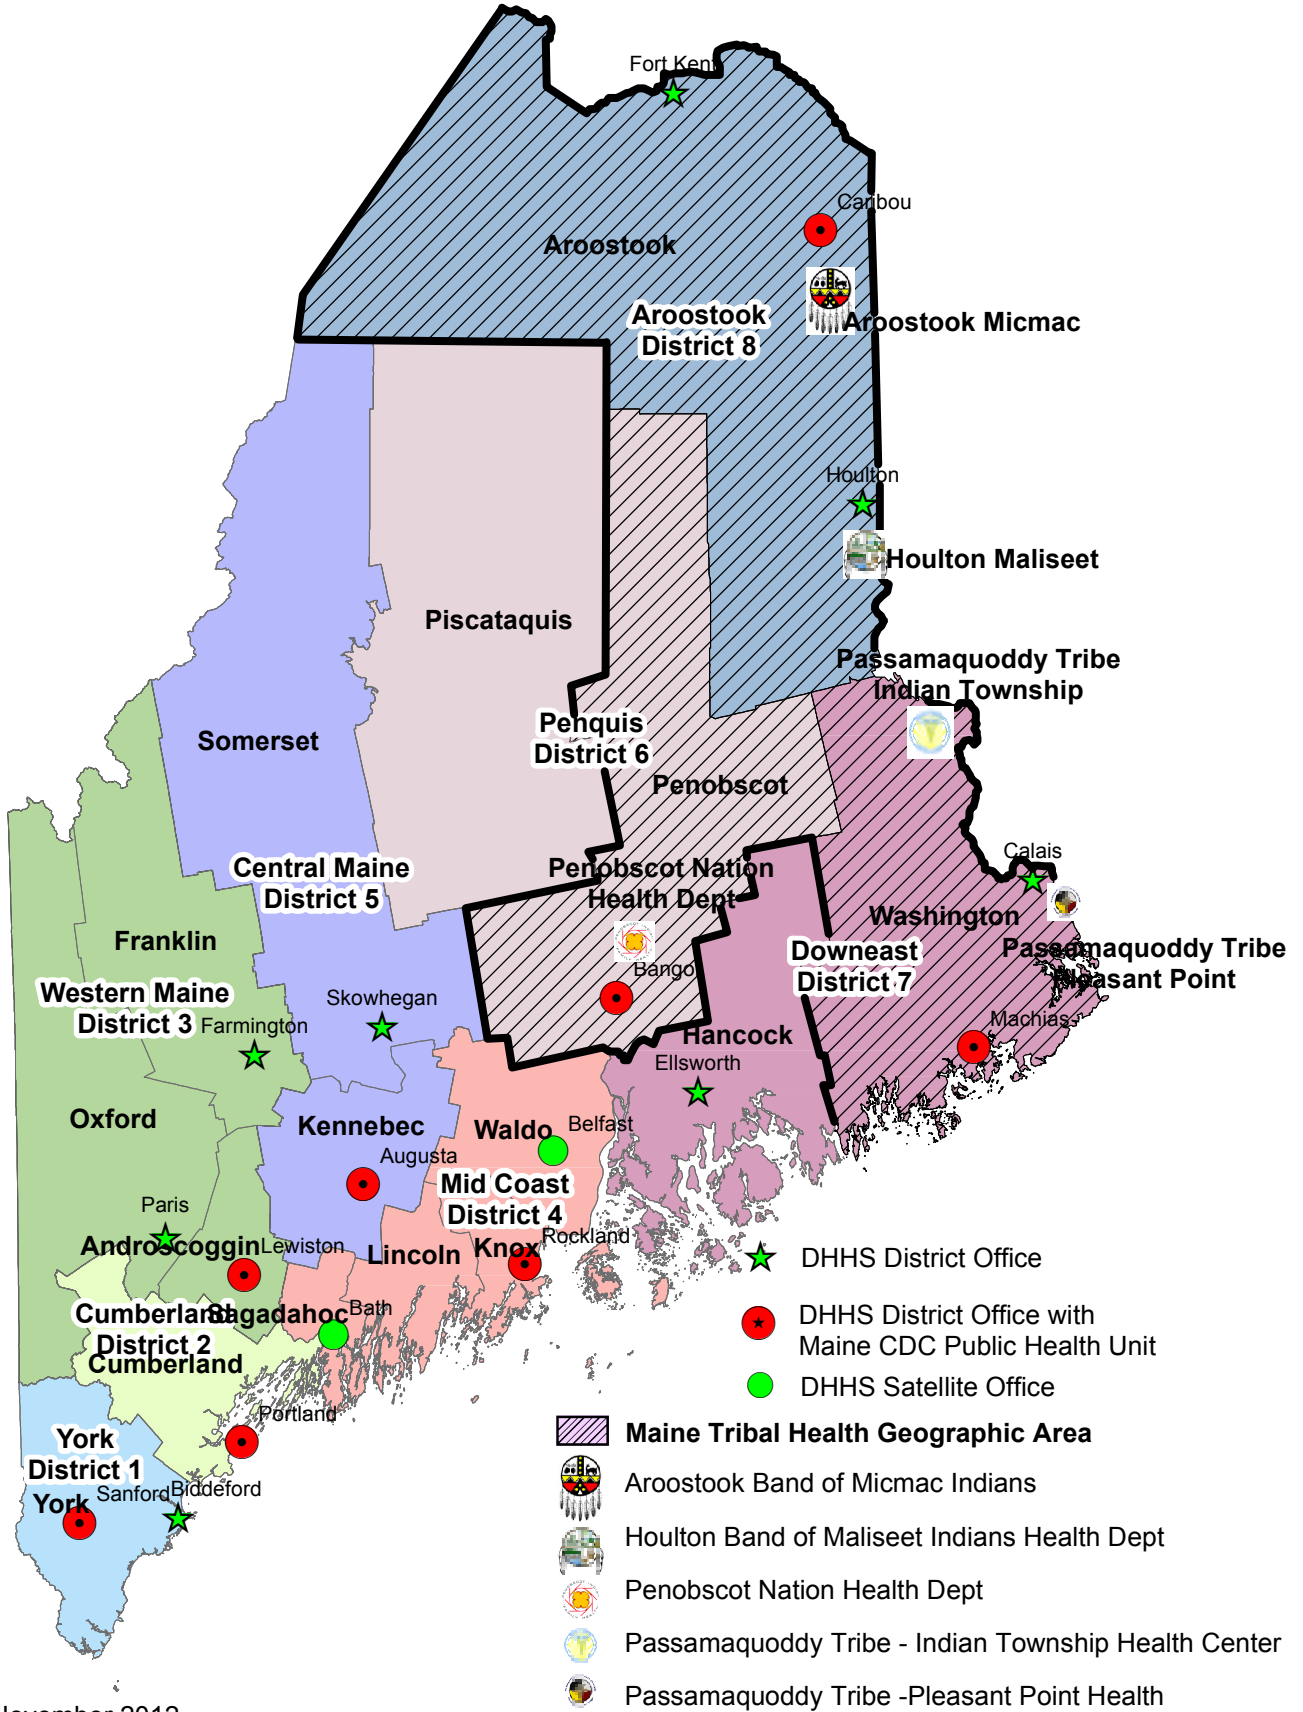 Fort Kent
Caribou
Aroostook
Aroostook
District 8
Aroostook Micmac
Houlton
Houlton Maliseet
Piscataquis
Passamaquoddy Tribe
Indian Township
Somerset
Penquis
District 6
Penobscot
Calais
Central Maine
District 5
Penobscot Nation
Health Dept
Washington
Franklin
Passamaquoddy Tribe
Pleasant Point
Downeast
District 7
Bango
Western Maine
District 3
Skowhegan
Farmington
Machias
Hancock
Ellsworth
Oxford
Kennebec
Waldo
Belfast
Augusta
Mid Coast
District 4
Paris
Androscoggin
Lewiston
Lincoln
Knox
Rockland
Cumberland
District 2
Sagadahoc
Bath
Cumberland
Portland
York
District 1
York
Sanford
Biddeford
DHHS District Office
DHHS District Office with
Maine CDC Public Health Unit
DHHS Satellite Office
Maine Tribal Health Geographic Area
Aroostook Band of Micmac Indians
Houlton Band of Maliseet Indians Health Dept
Penobscot Nation Health Dept
Passamaquoddy Tribe - Indian Township Health Center
Passamaquoddy Tribe -Pleasant Point Health